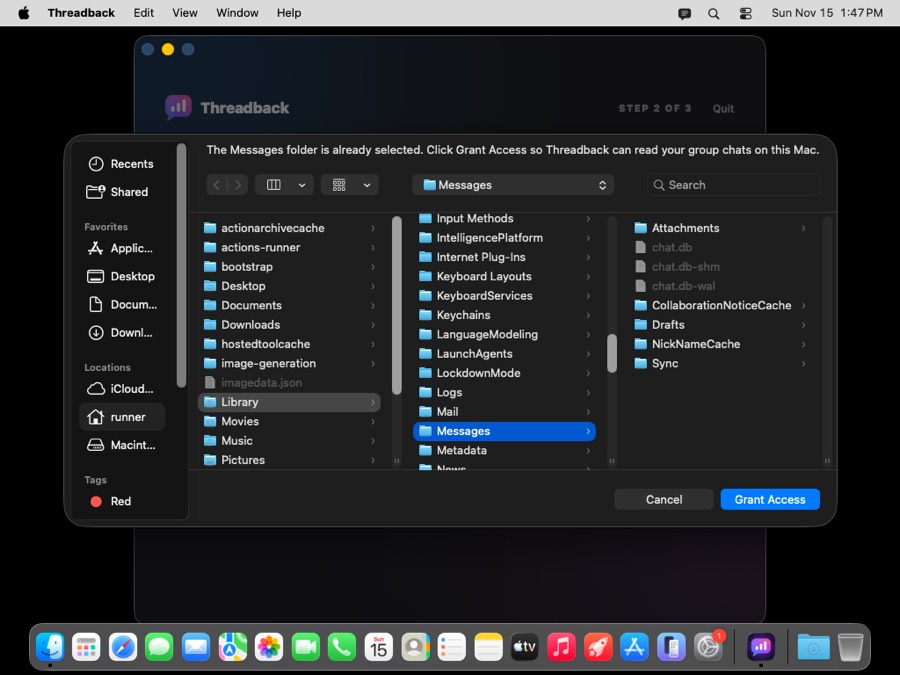 Threadback Edit View Window Help Sun Nov 15 1:47 PM
Threadback STEP 2 OF 3 Quit
The Messages folder is already selected. Click Grant Access so Threadback can read your group chats on this Mac.
Messages
Search
Recents
Shared
Favorites
Applic...
Desktop
Docum...
Downl...
Locations
iCloud...
runner
Macint...
Tags
Red
actionarchivecache
actions-runner
bootstrap
Desktop
Documents
Downloads
hostedtoolcache
image-generation
imagedata.json
Library
Movies
Music
Pictures
Input Methods
IntelligencePlatform
Internet Plug-Ins
Keyboard Layouts
KeyboardServices
Keychains
LanguageModeling
LaunchAgents
LockdownMode
Logs
Mail
Messages
Metadata
News
Attachments
chat.db
chat.db-shm
chat.db-wal
CollaborationNoticeCache
Drafts
NickNameCache
Sync
Cancel Grant Access
Sun
15
tv
1